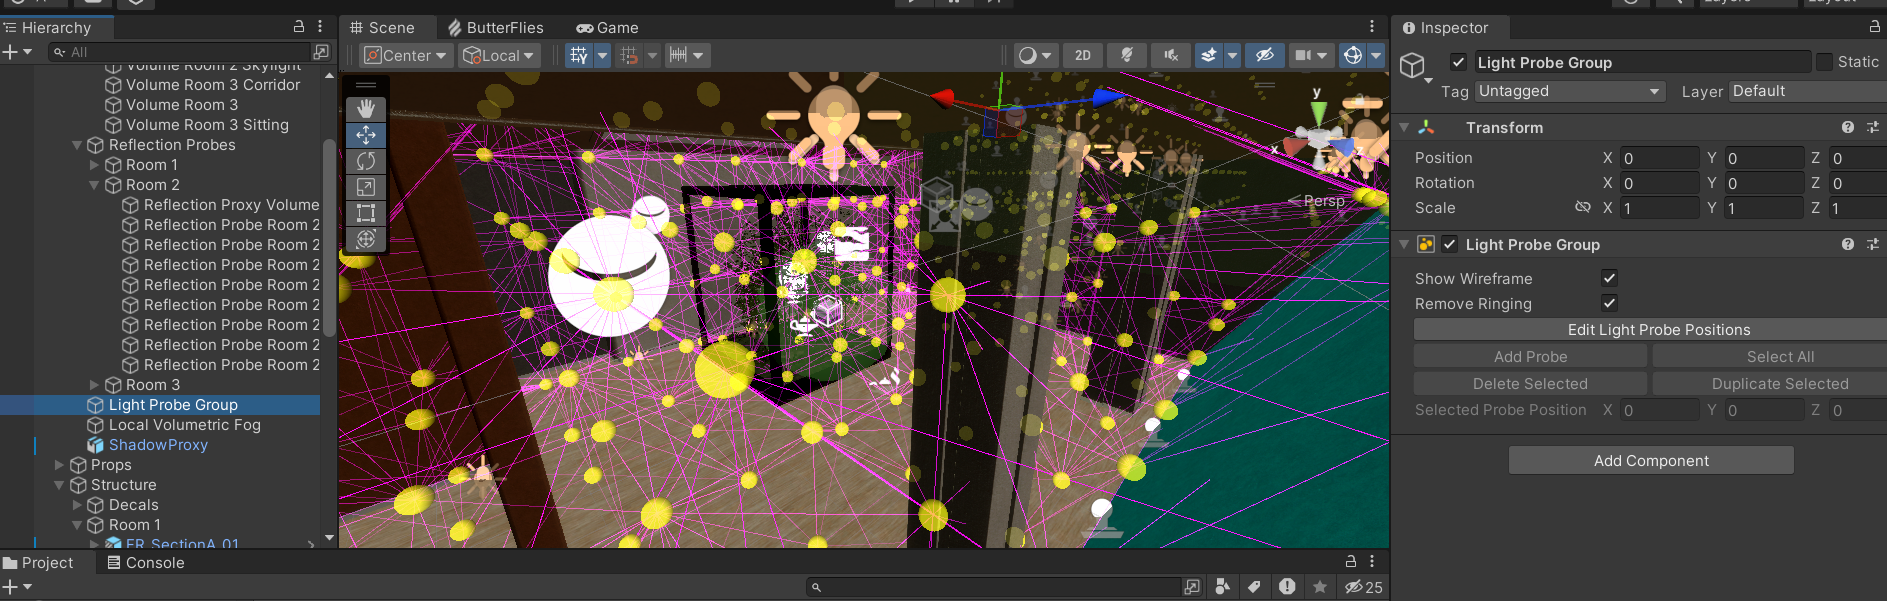 Layers
Layout
Hierarchy
Scene
ButterFlies
Game
Inspector
All
Center
Local
2D
Light Probe Group
Static
Tag Untagged
Layer Default
Volume Room 2 Skylight
Volume Room 3 Corridor
Volume Room 3
Volume Room 3 Sitting
Reflection Probes
Room 1
Room 2
Reflection Proxy Volume
Reflection Probe Room 2
Reflection Probe Room 2
Reflection Probe Room 2
Reflection Probe Room 2
Reflection Probe Room 2
Reflection Probe Room 2
Reflection Probe Room 2
Reflection Probe Room 2
Room 3
Light Probe Group
Local Volumetric Fog
ShadowProxy
Props
Structure
Decals
Room 1
FR_SectionA_01
y
x
z
Persp
Transform
Position X 0 Y 0 Z 0
Rotation X 0 Y 0 Z 0
Scale X 1 Y 1 Z 1
Light Probe Group
Show Wireframe
Remove Ringing
Edit Light Probe Positions
Add Probe
Select All
Delete Selected
Duplicate Selected
Selected Probe Position X 0 Y 0 Z 0
Add Component
Project
Console
25